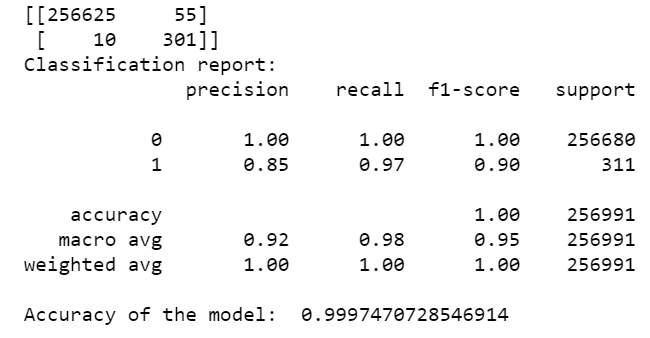 [[256625 55]
[ 10 301]]
Classification report:
precision recall f1-score support
0 1.00 1.00 1.00 256680
1 0.85 0.97 0.90 311
accuracy 1.00 256991
macro avg 0.92 0.98 0.95 256991
weighted avg 1.00 1.00 1.00 256991
Accuracy of the model: 0.9997470728546914